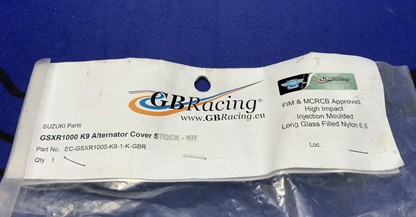 GBRacing
www.GBRacing.eu
GBRacing
FIM & MCRCB Approved
High Impact
Injection Moulded
Long Glass Filled Nylon 6.6
SUZUKI Parts
GSXR1000 K9 Alternator Cover STOCK - KIT
Part No. EC-GSXR1000-K9-1-K-GBR
Qty 1
Loc.